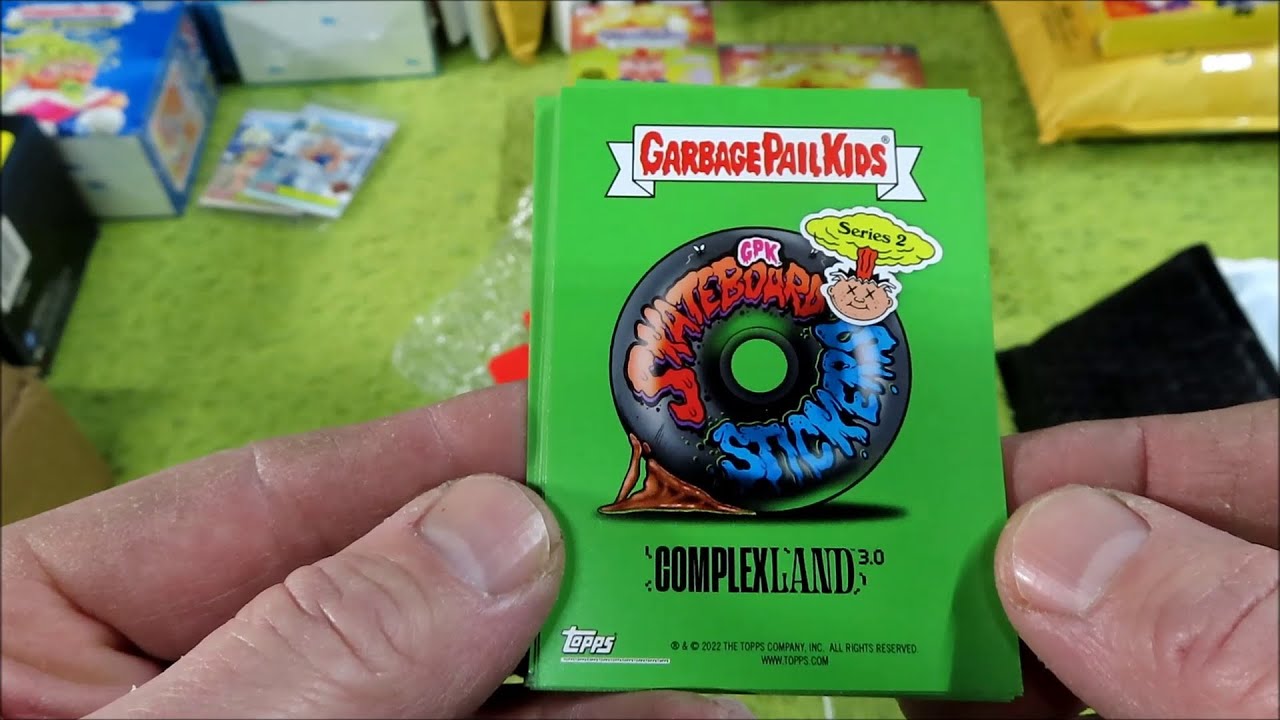 GARBAGE PAIL KIDS®
Series 2
GPK
SKATEBOARD
STICKERS
COMPLEXLAND 3.0
topps
® & © 2022 THE TOPPS COMPANY, INC. ALL RIGHTS RESERVED.
WWW.TOPPS.COM